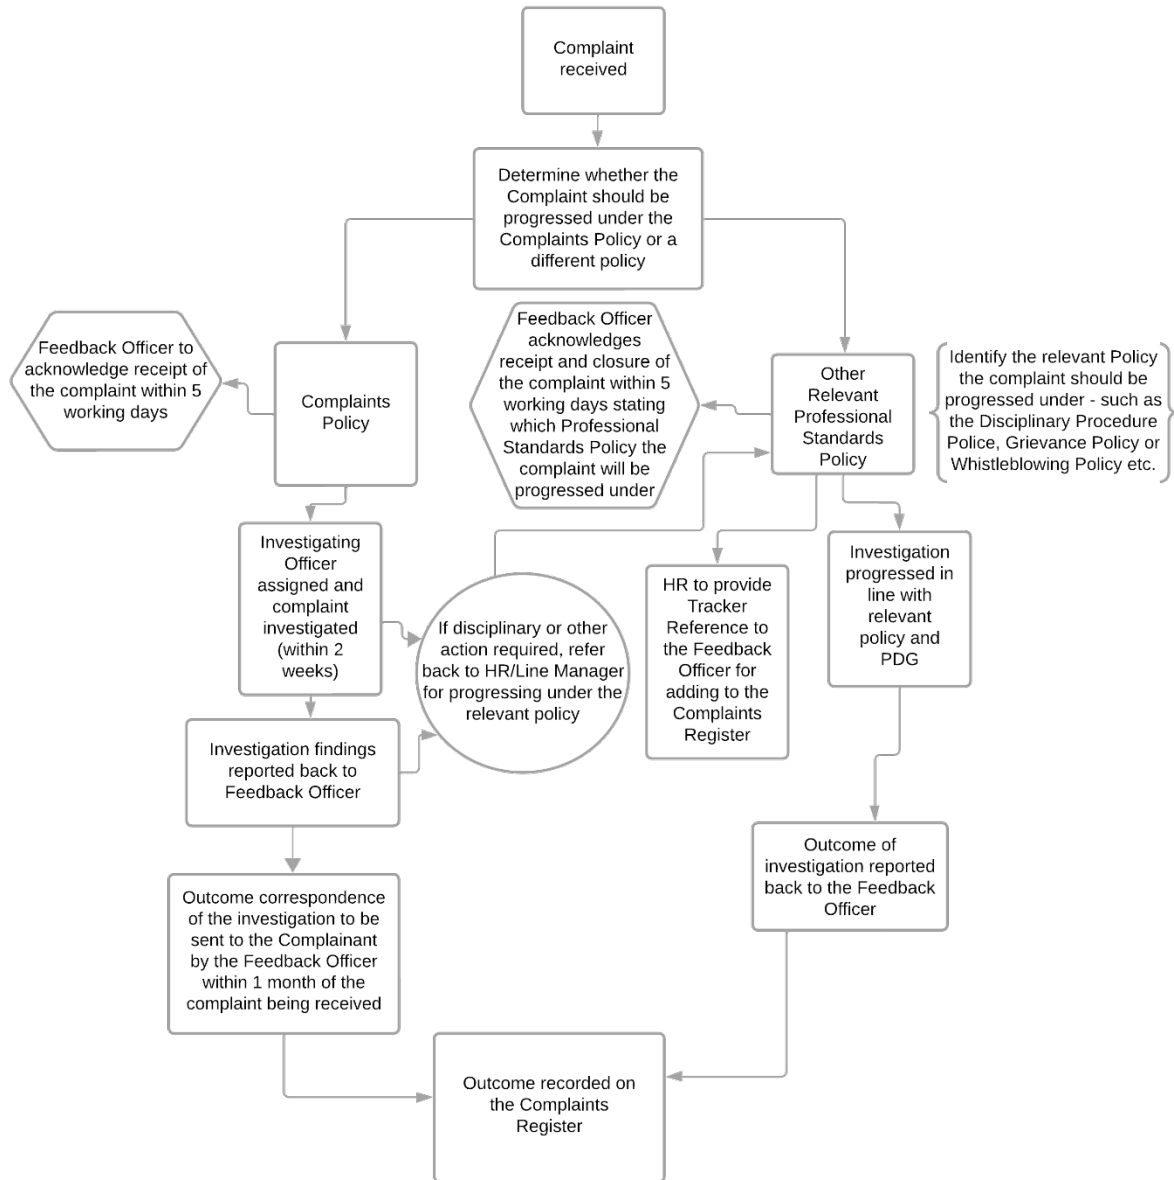 Complaint
received
Determine whether the
Complaint should be
progressed under the
Complaints Policy or a
different policy
Feedback Officer to
acknowledge receipt of
the complaint within 5
working days
Complaints
Policy
Feedback Officer
acknowledges
receipt and closure of
the complaint within 5
working days stating
which Professional
Standards Policy the
complaint will be
progressed under
Other
Relevant
Professional
Standards
Policy
Identify the relevant Policy
the complaint should be
progressed under - such as
the Disciplinary Procedure
Police, Grievance Policy or
Whistleblowing Policy etc.
Investigating
Officer
assigned and
complaint
investigated
(within 2
weeks)
If disciplinary or other
action required, refer
back to HR/Line Manager
for progressing under the
relevant policy
HR to provide
Tracker
Reference to
the Feedback
Officer for
adding to the
Complaints
Register
Investigation
progressed in
line with
relevant
policy and
PDG
Investigation findings
reported back to
Feedback Officer
Outcome of
investigation reported
back to the Feedback
Officer
Outcome correspondence
of the investigation to be
sent to the Complainant
by the Feedback Officer
within 1 month of the
complaint being received
Outcome recorded on
the Complaints
Register